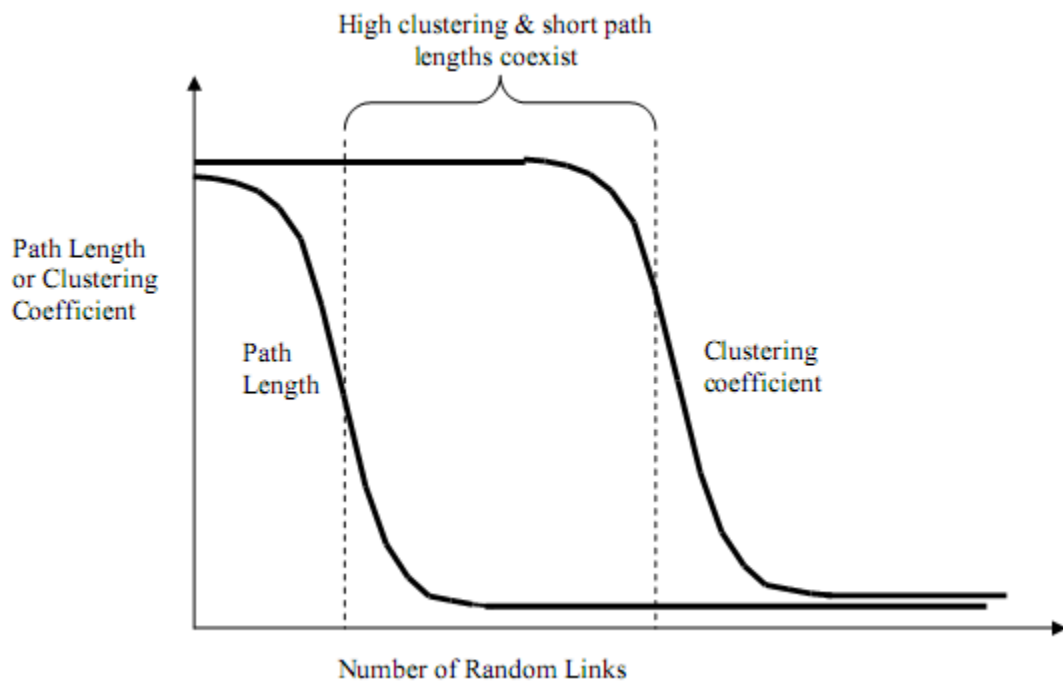 High clustering & short path
lengths coexist
Path Length
or Clustering
Coefficient
Path
Length
Clustering
coefficient
Number of Random Links